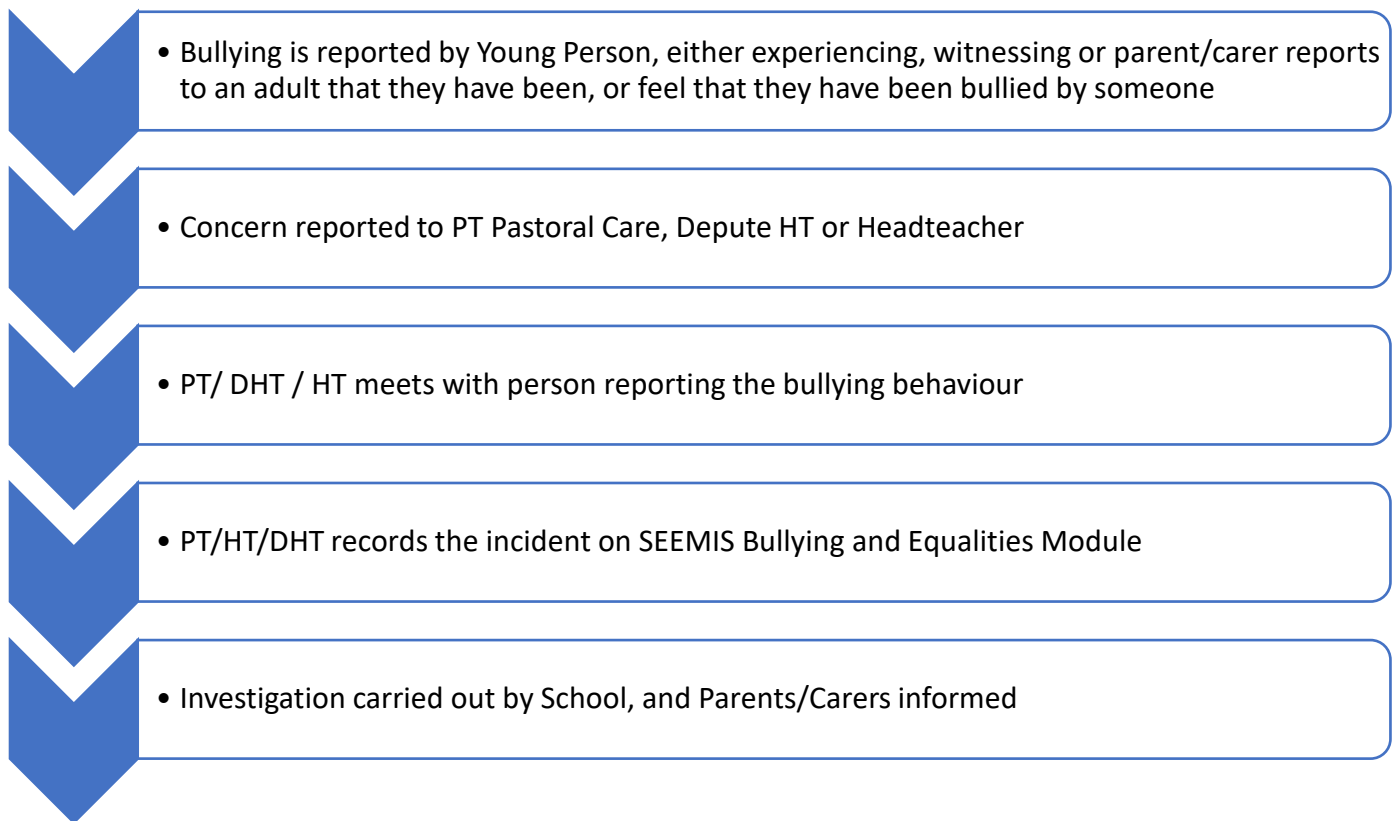 • Bullying is reported by Young Person, either experiencing, witnessing or parent/carer reports
to an adult that they have been, or feel that they have been bullied by someone
• Concern reported to PT Pastoral Care, Depute HT or Headteacher
• PT/ DHT / HT meets with person reporting the bullying behaviour
• PT/HT/DHT records the incident on SEEMIS Bullying and Equalities Module
• Investigation carried out by School, and Parents/Carers informed